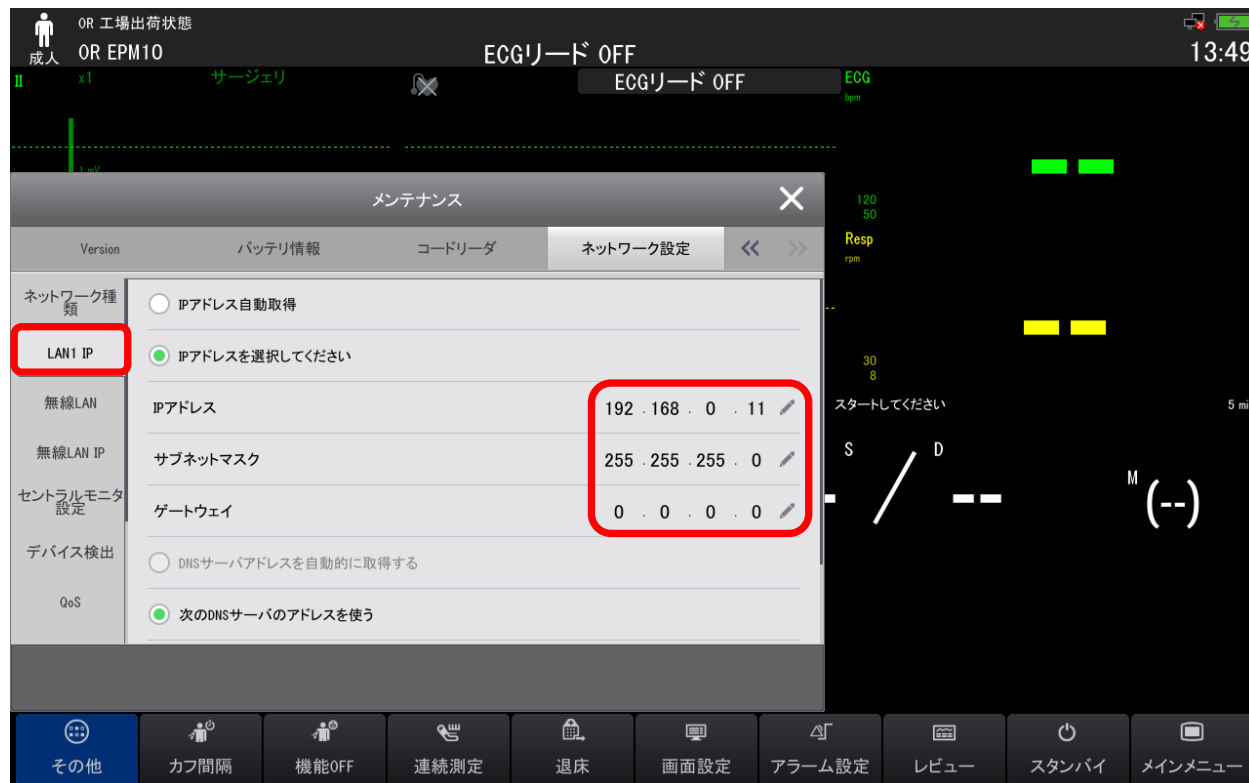 OR 工場出荷状態
成人 OR EPM10
ECGリード OFF
13:49
II x1 サージェリ
ECGリード OFF
ECG
bpm
1 mV
メンテナンス
120
50
Version バッテリ情報 コードリーダ ネットワーク設定
Resp
rpm
ネットワーク種類
IPアドレス自動取得
LAN1 IP
IPアドレスを選択してください
30
8
無線LAN
IPアドレス 192 . 168 . 0 . 11
スタートしてください
5 mi
無線LAN IP
サブネットマスク 255 . 255 . 255 . 0
S / D
-- M (--)
セントラルモニタ設定
ゲートウェイ 0 . 0 . 0 . 0
デバイス検出
DNSサーバアドレスを自動的に取得する
QoS
次のDNSサーバのアドレスを使う
その他 カフ間隔 機能OFF 連続測定 退床 画面設定 アラーム設定 レビュー スタンバイ メインメニュー